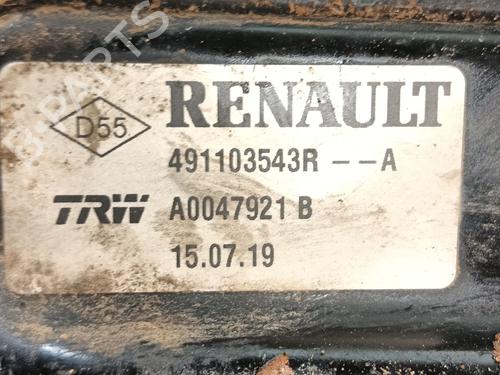 B-PARTS
D55
RENAULT
491103543R -- A
TRW A0047921 B
15.07.19